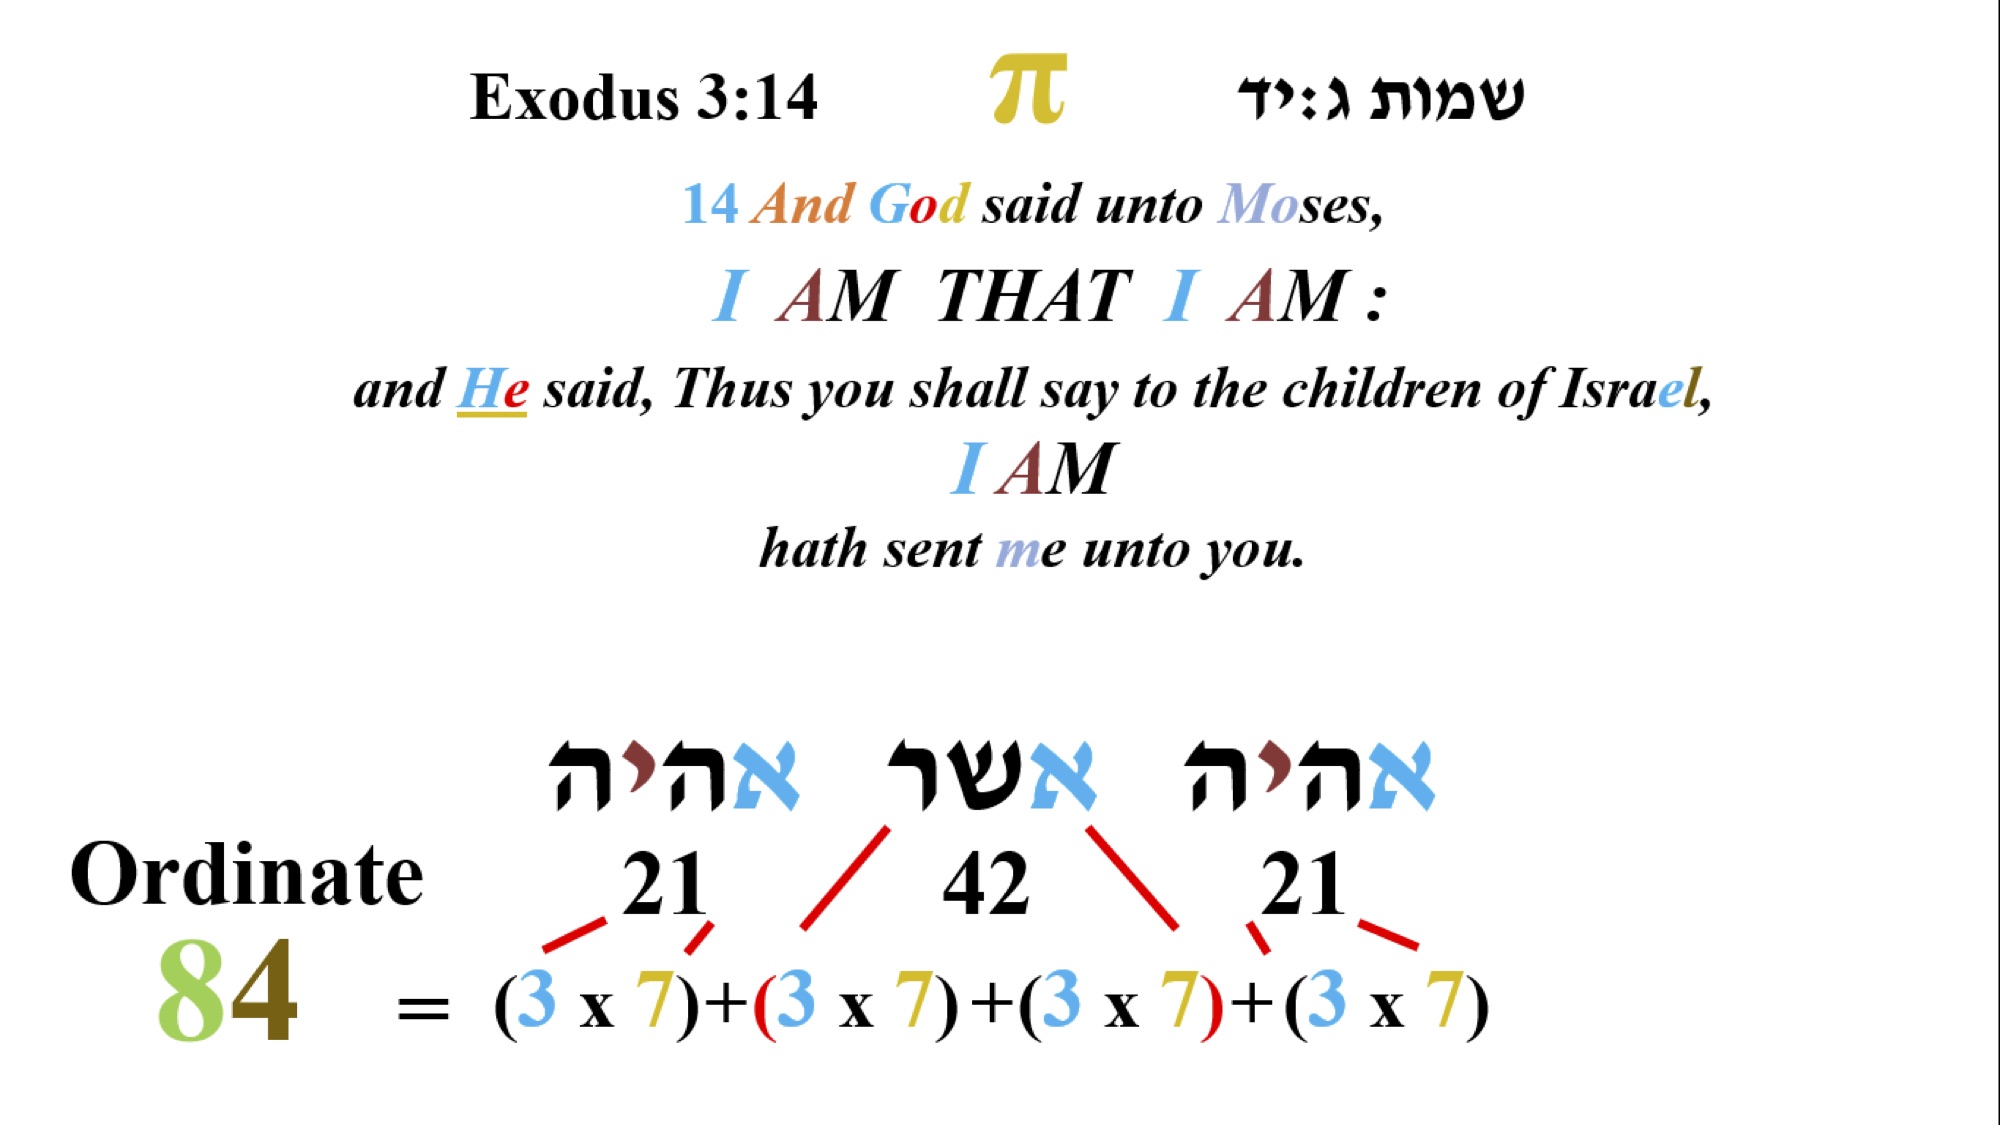 Exodus 3:14 π שמות ג:יד
14 And God said unto Moses,
I AM THAT I AM :
and He said, Thus you shall say to the children of Israel,
I AM
hath sent me unto you.
אהיה אשר אהיה
Ordinate 21 42 21
84 = (3 x 7)+(3 x 7)+(3 x 7)+(3 x 7)